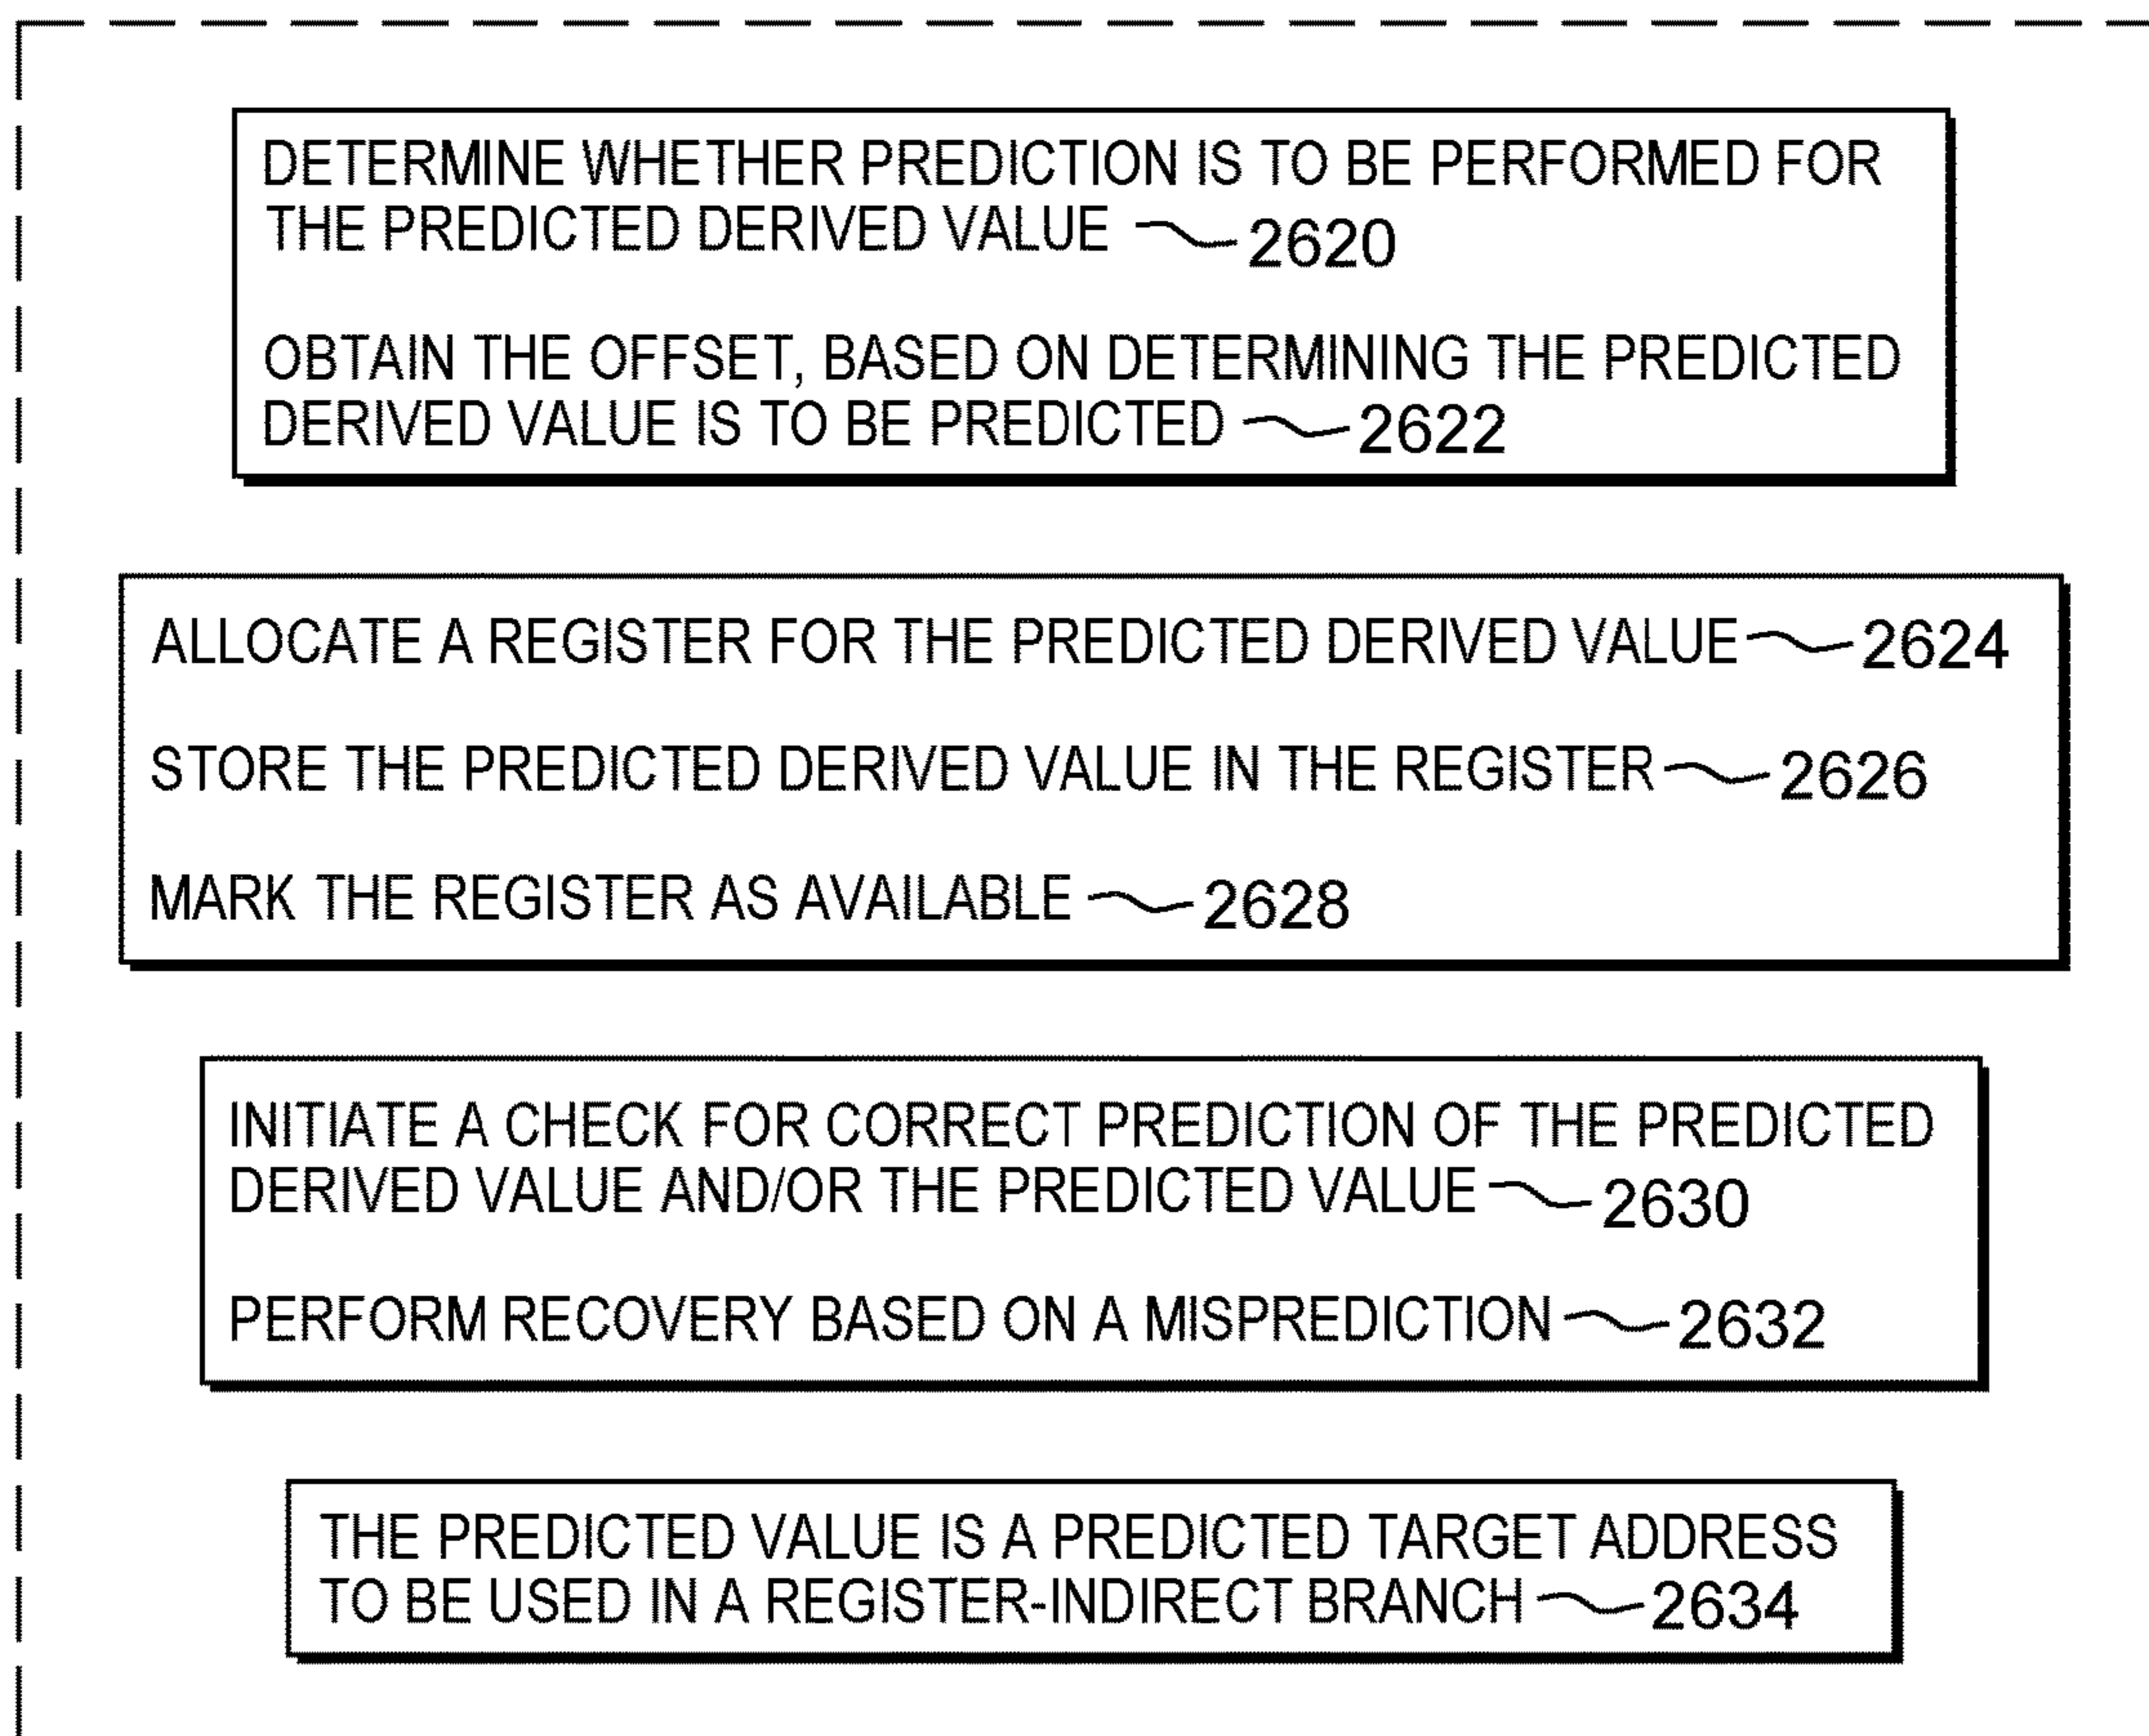 DETERMINE WHETHER PREDICTION IS TO BE PERFORMED FOR
THE PREDICTED DERIVED VALUE 2620
OBTAIN THE OFFSET, BASED ON DETERMINING THE PREDICTED
DERIVED VALUE IS TO BE PREDICTED 2622
ALLOCATE A REGISTER FOR THE PREDICTED DERIVED VALUE 2624
STORE THE PREDICTED DERIVED VALUE IN THE REGISTER 2626
MARK THE REGISTER AS AVAILABLE 2628
INITIATE A CHECK FOR CORRECT PREDICTION OF THE PREDICTED
DERIVED VALUE AND/OR THE PREDICTED VALUE 2630
PERFORM RECOVERY BASED ON A MISPREDICTION 2632
THE PREDICTED VALUE IS A PREDICTED TARGET ADDRESS
TO BE USED IN A REGISTER-INDIRECT BRANCH 2634